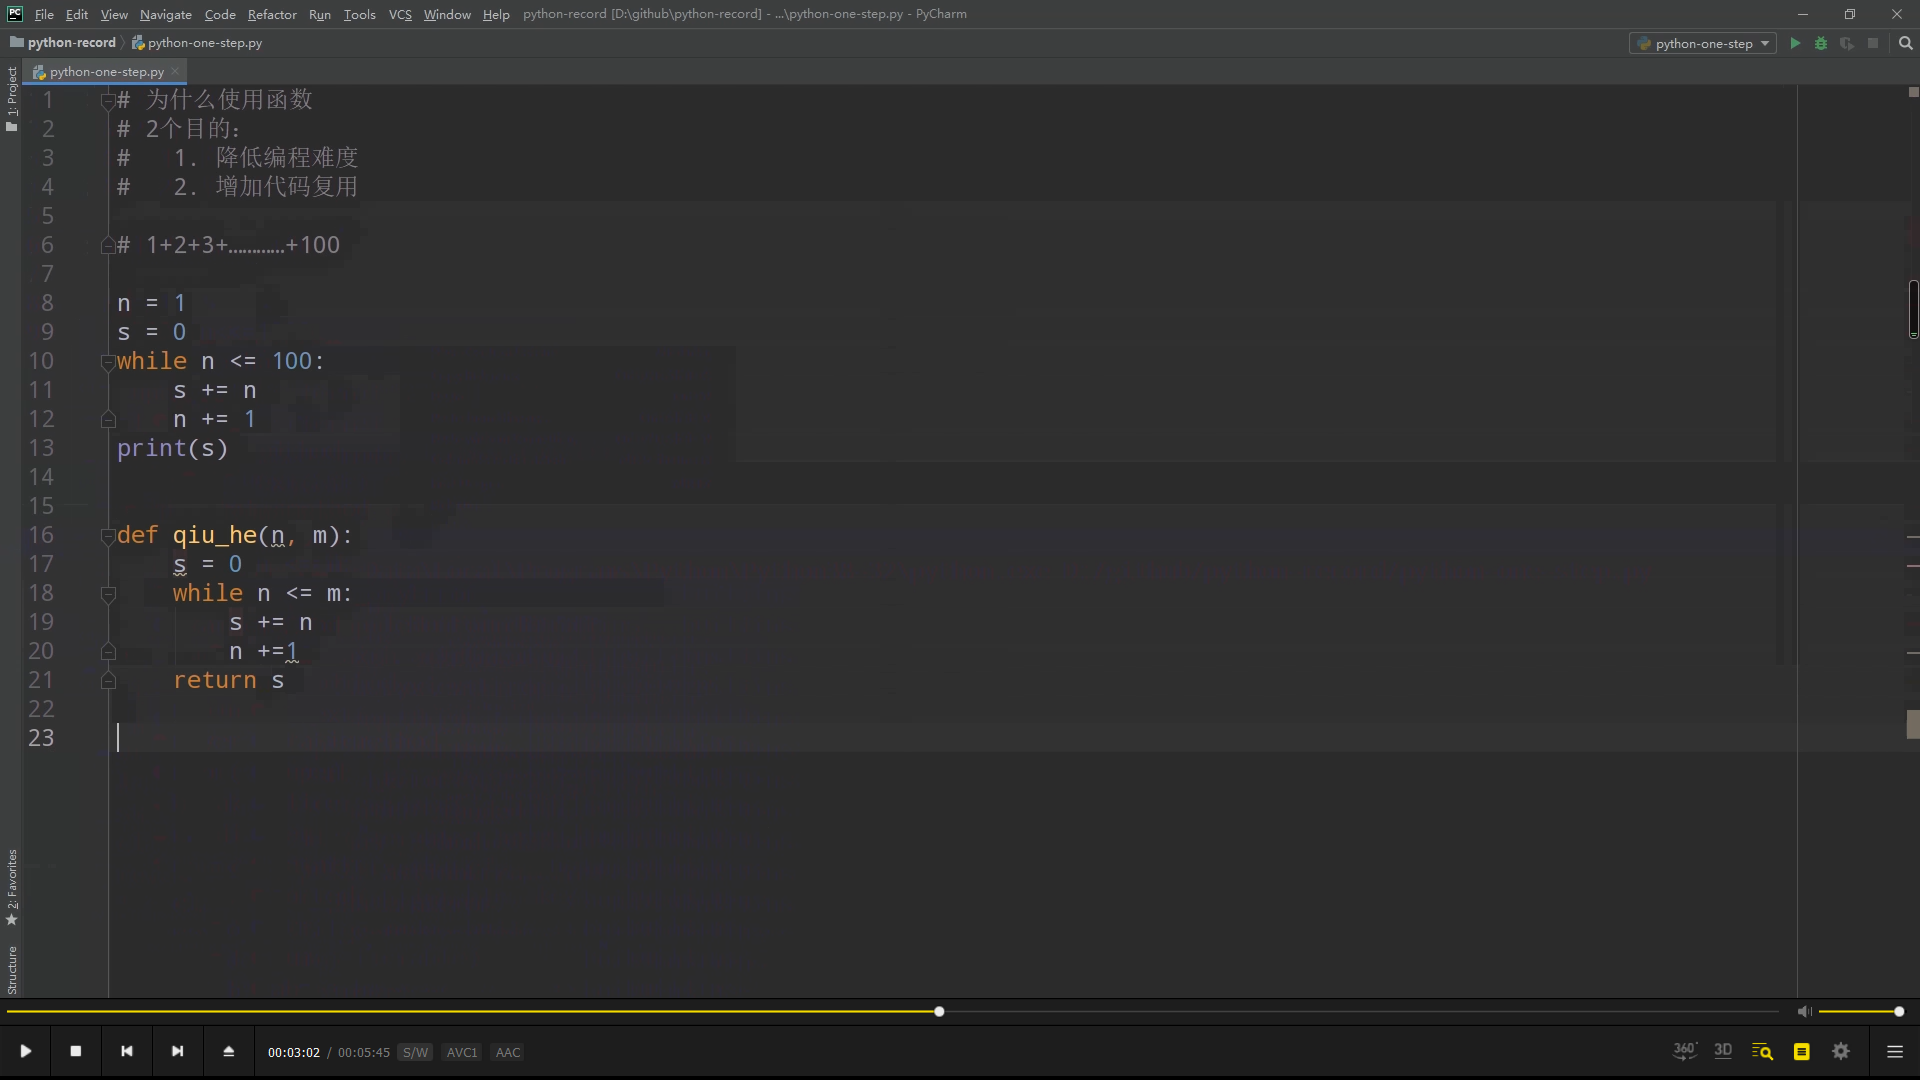 PC File Edit View Navigate Code Refactor Run Tools VCS Window Help python-record [D:\github\python-record] - ...\python-one-step.py - PyCharm
python-record python-one-step.py python-one-step
python-one-step.py
1: Project
1 # 为什么使用函数
2 # 2个目的:
3 #   1. 降低编程难度
4 #   2. 增加代码复用
5
6 # 1+2+3+…………+100
7
8 n = 1
9 s = 0
10 while n <= 100:
11     s += n
12     n += 1
13 print(s)
14
15
16 def qiu_he(n, m):
17     s = 0
18     while n <= m:
19         s += n
20         n +=1
21     return s
22
23
2: Favorites
Structure
00:03:02 / 00:05:45 S/W AVC1 AAC 360° 3D